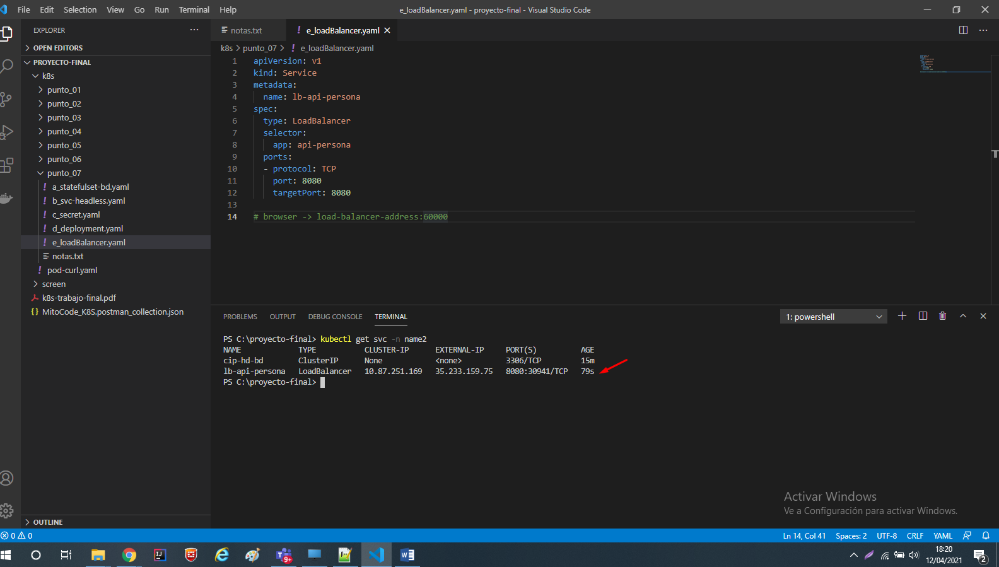 File Edit Selection View Go Run Terminal Help
e_loadBalancer.yaml - proyecto-final - Visual Studio Code
EXPLORER
OPEN EDITORS
PROYECTO-FINAL
k8s
punto_01
punto_02
punto_03
punto_04
punto_05
punto_06
punto_07
a_statefulset-bd.yaml
b_svc-headless.yaml
c_secret.yaml
d_deployment.yaml
e_loadBalancer.yaml
notas.txt
pod-curl.yaml
screen
k8s-trabajo-final.pdf
MitoCode_K8S.postman_collection.json
OUTLINE
notas.txt
e_loadBalancer.yaml
k8s > punto_07 > e_loadBalancer.yaml
1 apiVersion: v1
2 kind: Service
3 metadata:
4 name: lb-api-persona
5 spec:
6 type: LoadBalancer
7 selector:
8 app: api-persona
9 ports:
10 - protocol: TCP
11 port: 8080
12 targetPort: 8080
13
14 # browser -> load-balancer-address:60000
PROBLEMS OUTPUT DEBUG CONSOLE TERMINAL
1: powershell
PS C:\proyecto-final> kubectl get svc -n name2
NAME TYPE CLUSTER-IP EXTERNAL-IP PORT(S) AGE
cip-hd-bd ClusterIP None <none> 3306/TCP 15m
lb-api-persona LoadBalancer 10.87.251.169 35.233.159.75 8080:30941/TCP 79s
PS C:\proyecto-final>
Activar Windows
Ve a Configuración para activar Windows.
0 0
Ln 14, Col 41 Spaces: 2 UTF-8 CRLF YAML
9+
18:20
12/04/2021
2